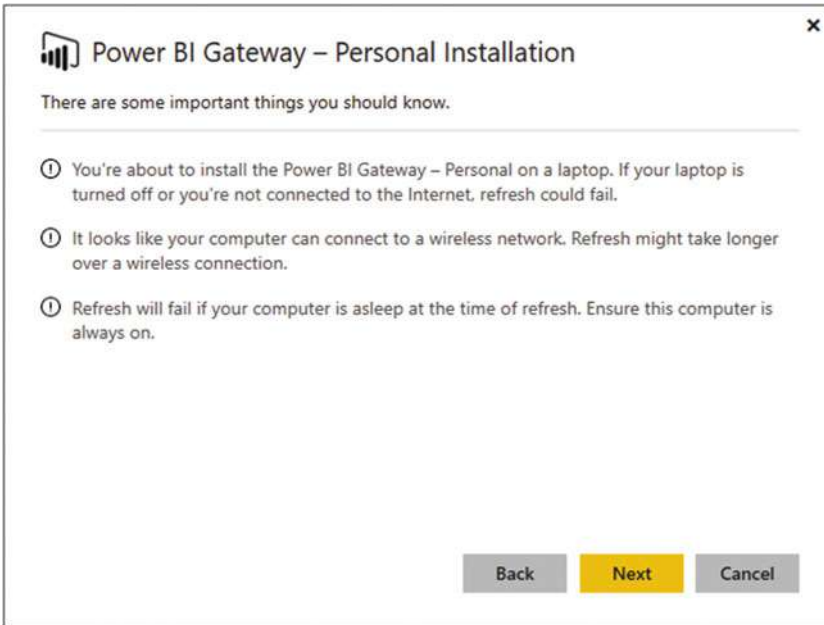 Power BI Gateway – Personal Installation
There are some important things you should know.
You're about to install the Power BI Gateway – Personal on a laptop. If your laptop is
turned off or you're not connected to the Internet, refresh could fail.
It looks like your computer can connect to a wireless network. Refresh might take longer
over a wireless connection.
Refresh will fail if your computer is asleep at the time of refresh. Ensure this computer is
always on.
Back Next Cancel